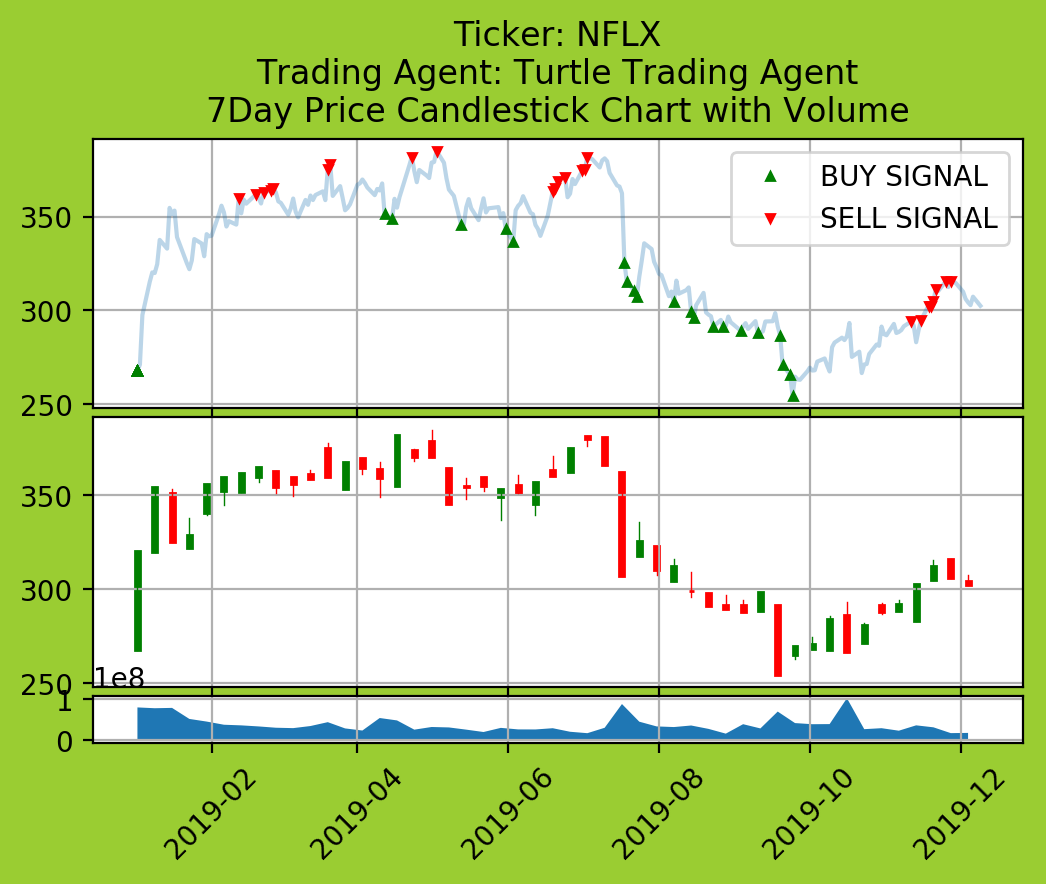 Ticker: NFLX
Trading Agent: Turtle Trading Agent
7Day Price Candlestick Chart with Volume
BUY SIGNAL
SELL SIGNAL
350
300
250
350
300
250
1e8
1
0
2019-02
2019-04
2019-06
2019-08
2019-10
2019-12